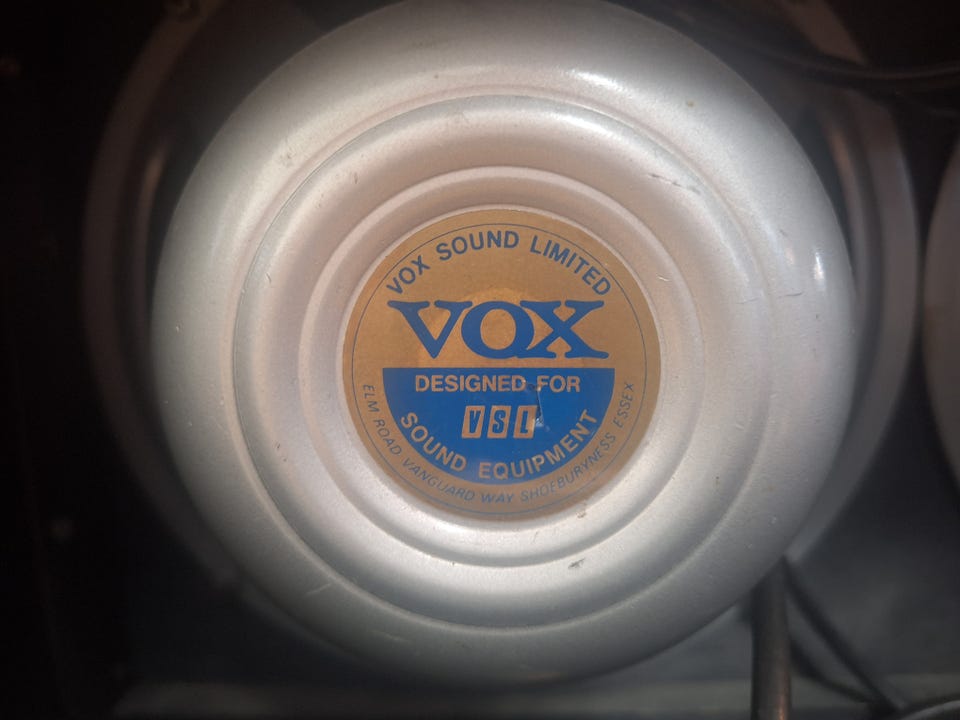 VOX SOUND LIMITED
VOX
DESIGNED FOR
VSL
SOUND EQUIPMENT
ELM ROAD VANGUARD WAY SHOEBURYNESS ESSEX